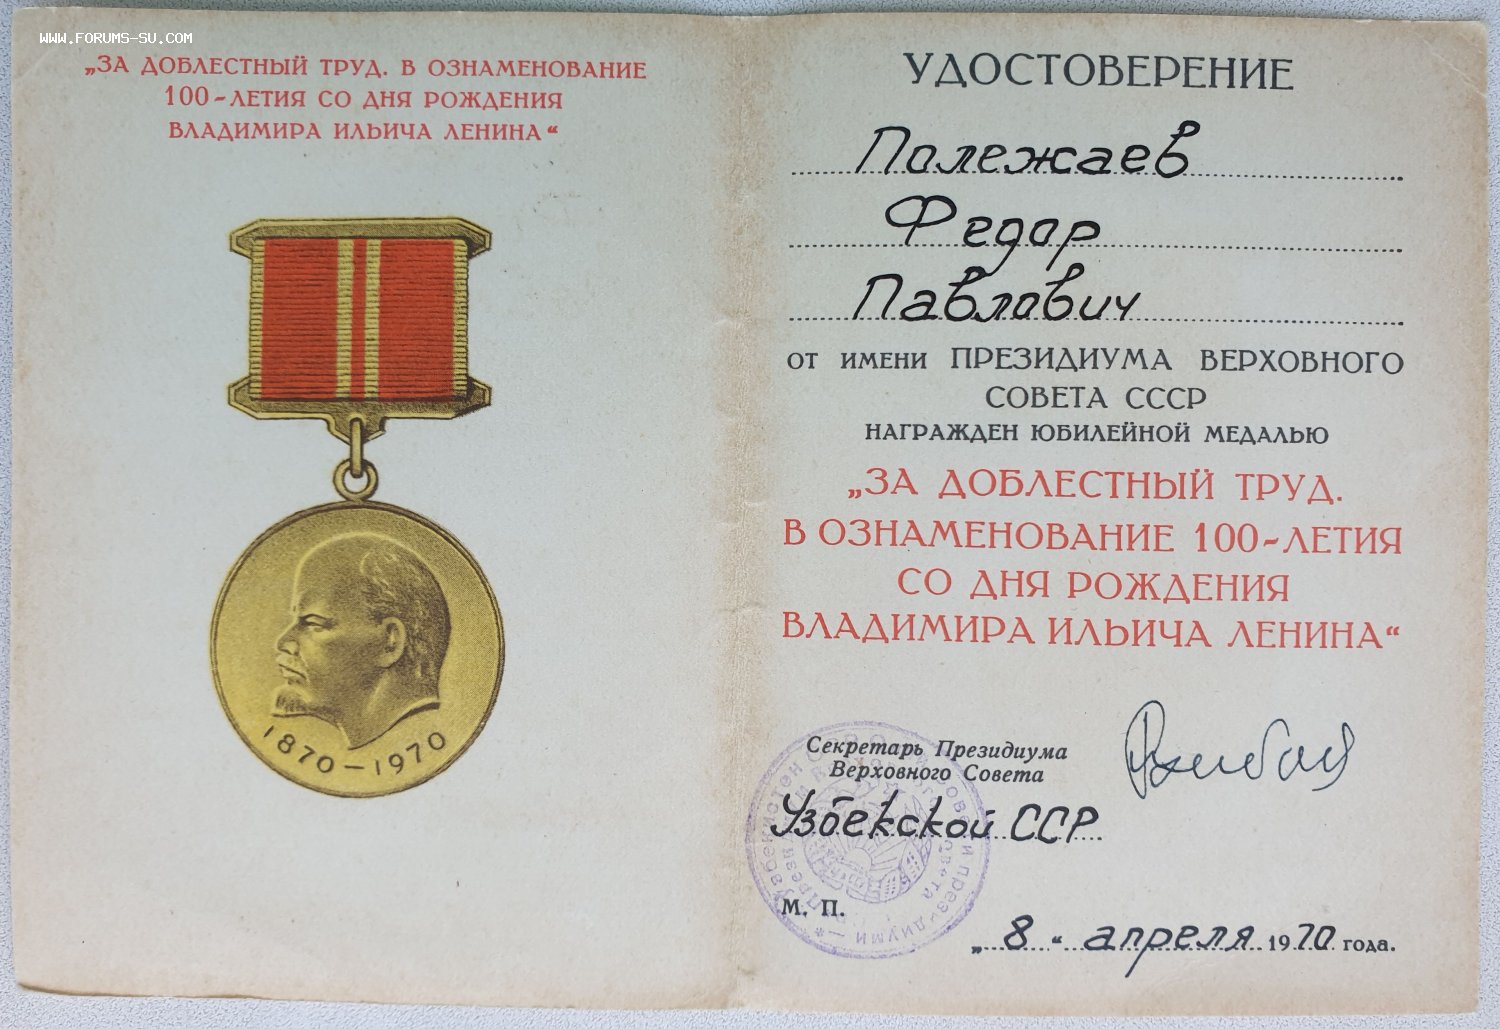 WWW.FORUMS-SU.COM
„ЗА ДОБЛЕСТНЫЙ ТРУД. В ОЗНАМЕНОВАНИЕ
100-ЛЕТИЯ СО ДНЯ РОЖДЕНИЯ
ВЛАДИМИРА ИЛЬИЧА ЛЕНИНА“
1870-1970
УДОСТОВЕРЕНИЕ
Полежаев
Федор
Павлович
ОТ ИМЕНИ ПРЕЗИДИУМА ВЕРХОВНОГО
СОВЕТА СССР
НАГРАЖДЕН ЮБИЛЕЙНОЙ МЕДАЛЬЮ
„ЗА ДОБЛЕСТНЫЙ ТРУД.
В ОЗНАМЕНОВАНИЕ 100-ЛЕТИЯ
СО ДНЯ РОЖДЕНИЯ
ВЛАДИМИРА ИЛЬИЧА ЛЕНИНА“
Секретарь Президиума
Верховного Совета
Узбекской ССР
М. П.
„8“ апреля 1970 года.